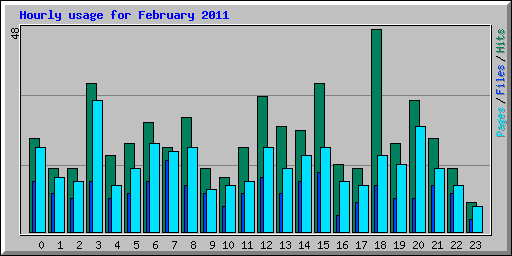 Hourly usage for February 2011
48
Pages / Files / Hits
0 1 2 3 4 5 6 7 8 9 10 11 12 13 14 15 16 17 18 19 20 21 22 23